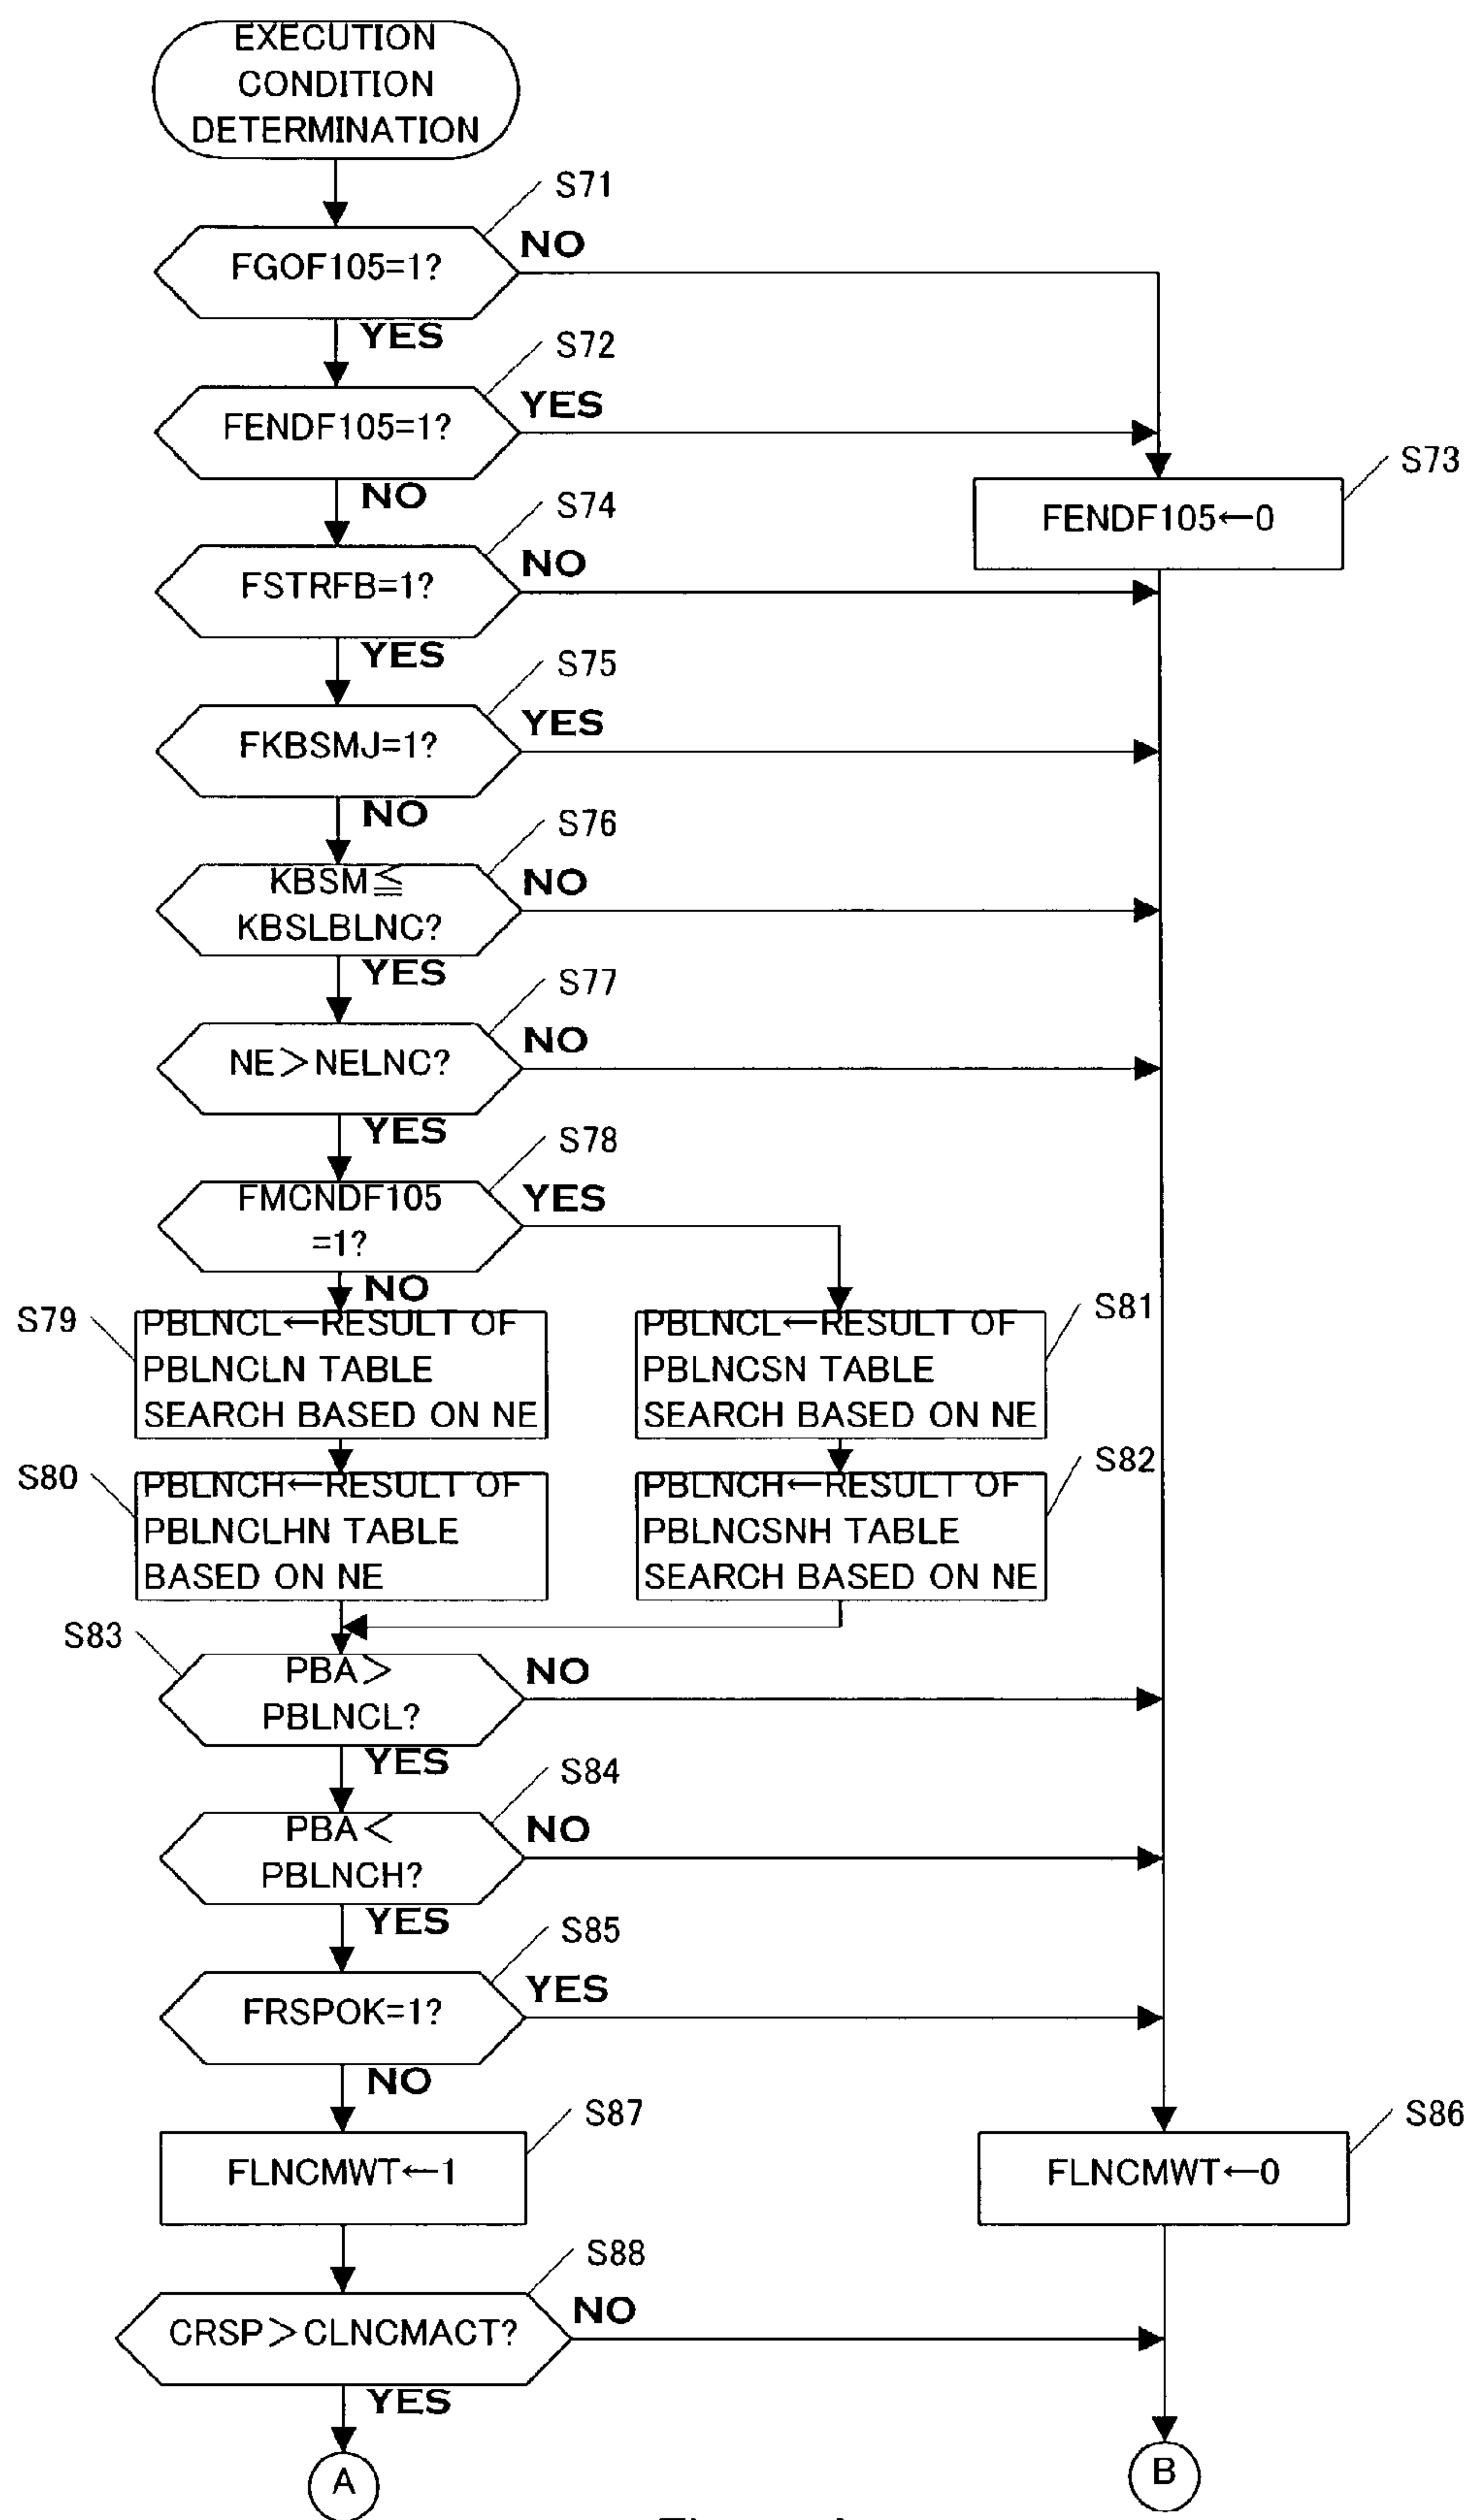 EXECUTION
CONDITION
DETERMINATION
S71
FGOF105=1?
NO
YES
S72
FENDF105=1?
YES
NO
S73
FENDF105←0
S74
FSTRFB=1?
NO
YES
S75
FKBSMJ=1?
YES
NO
S76
KBSM≦
KBSLBLNC?
NO
YES
S77
NE>NELNC?
NO
YES
S78
FMCNDF105
=1?
YES
NO
S79
PBLNCL←RESULT OF
PBLNCLN TABLE
SEARCH BASED ON NE
S81
PBLNCL←RESULT OF
PBLNCSN TABLE
SEARCH BASED ON NE
S80
PBLNCH←RESULT OF
PBLNCLHN TABLE
BASED ON NE
S82
PBLNCH←RESULT OF
PBLNCSNH TABLE
SEARCH BASED ON NE
S83
PBA>
PBLNCL?
NO
YES
S84
PBA<
PBLNCH?
NO
YES
S85
FRSPOK=1?
YES
NO
S87
FLNCMWT←1
S86
FLNCMWT←0
S88
CRSP>CLNCMACT?
NO
YES
A
B